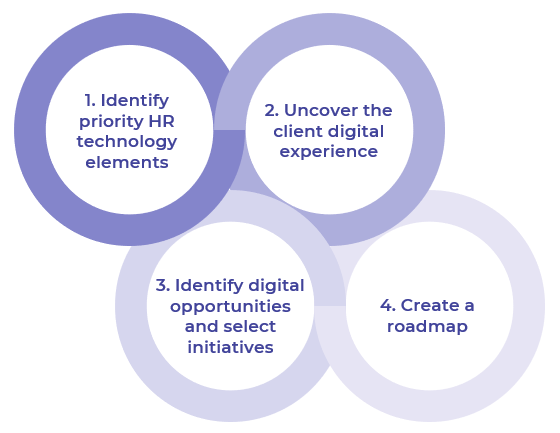 1. Identify
priority HR
technology
elements
2. Uncover the
client digital
experience
3. Identify digital
opportunities
and select
initiatives
4. Create a
roadmap